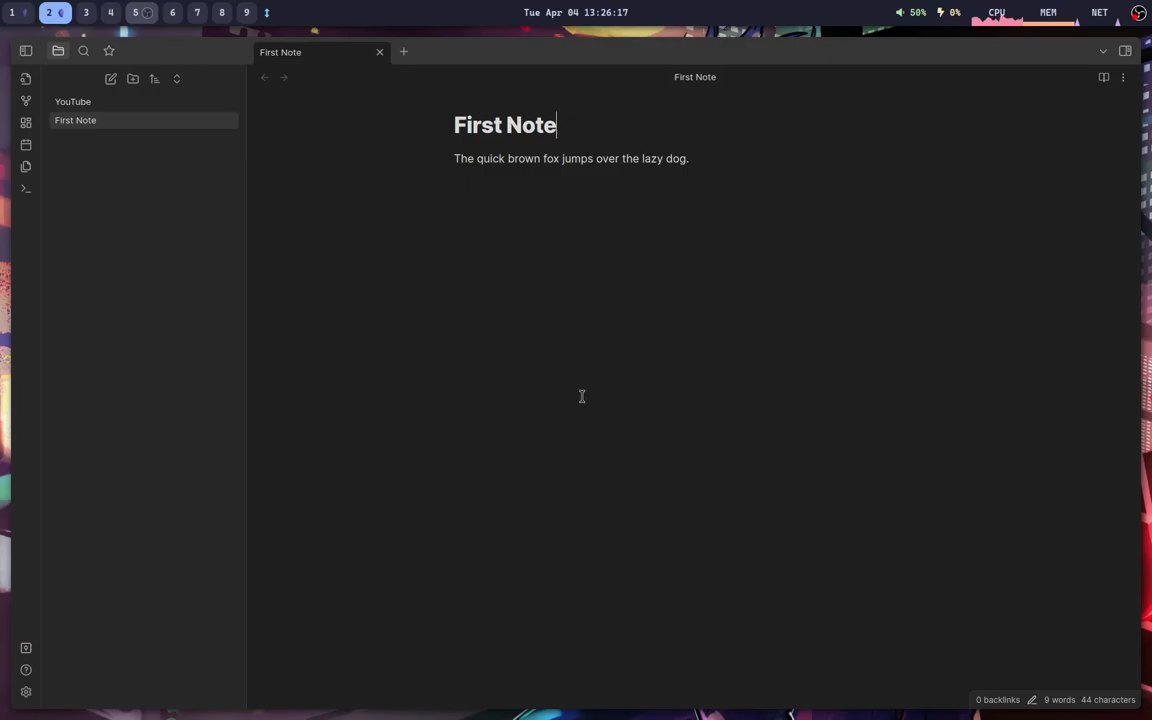 1 2 3 4 5 6 7 8 9 Tue Apr 04 13:26:17 50% 0% CPU MEM NET
First Note
First Note
YouTube
First Note
First Note
The quick brown fox jumps over the lazy dog.
0 backlinks 9 words 44 characters